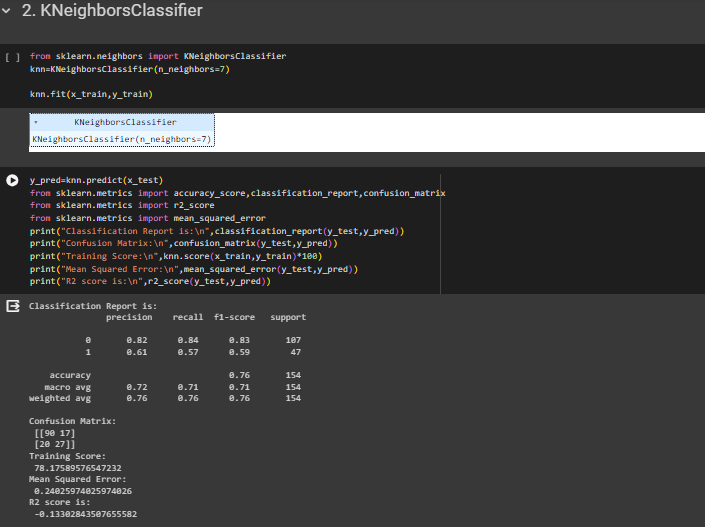 2. KNeighborsClassifier
[ ] from sklearn.neighbors import KNeighborsClassifier
knn=KNeighborsClassifier(n_neighbors=7)
knn.fit(x_train,y_train)
KNeighborsClassifier
KNeighborsClassifier(n_neighbors=7)
y_pred=knn.predict(x_test)
from sklearn.metrics import accuracy_score,classification_report,confusion_matrix
from sklearn.metrics import r2_score
from sklearn.metrics import mean_squared_error
print("Classification Report is:\n",classification_report(y_test,y_pred))
print("Confusion Matrix:\n",confusion_matrix(y_test,y_pred))
print("Training Score:\n",knn.score(x_train,y_train)*100)
print("Mean Squared Error:\n",mean_squared_error(y_test,y_pred))
print("R2 score is:\n",r2_score(y_test,y_pred))
Classification Report is:
precision recall f1-score support
0 0.82 0.84 0.83 107
1 0.61 0.57 0.59 47
accuracy 0.76 154
macro avg 0.72 0.71 0.71 154
weighted avg 0.76 0.76 0.76 154
Confusion Matrix:
[[90 17]
[20 27]]
Training Score:
78.17589576547232
Mean Squared Error:
0.24025974025974026
R2 score is:
-0.13302843507655582